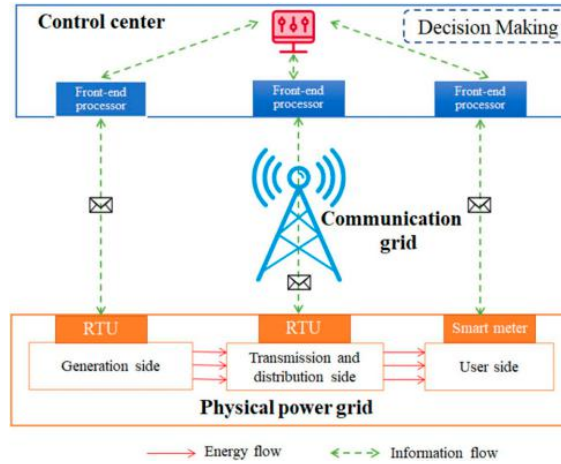 Control center
Decision Making
Front-end
processor
Front-end
processor
Front-end
processor
Communication
grid
RTU
RTU
Smart meter
Generation side
Transmission and
distribution side
User side
Physical power grid
Energy flow
Information flow